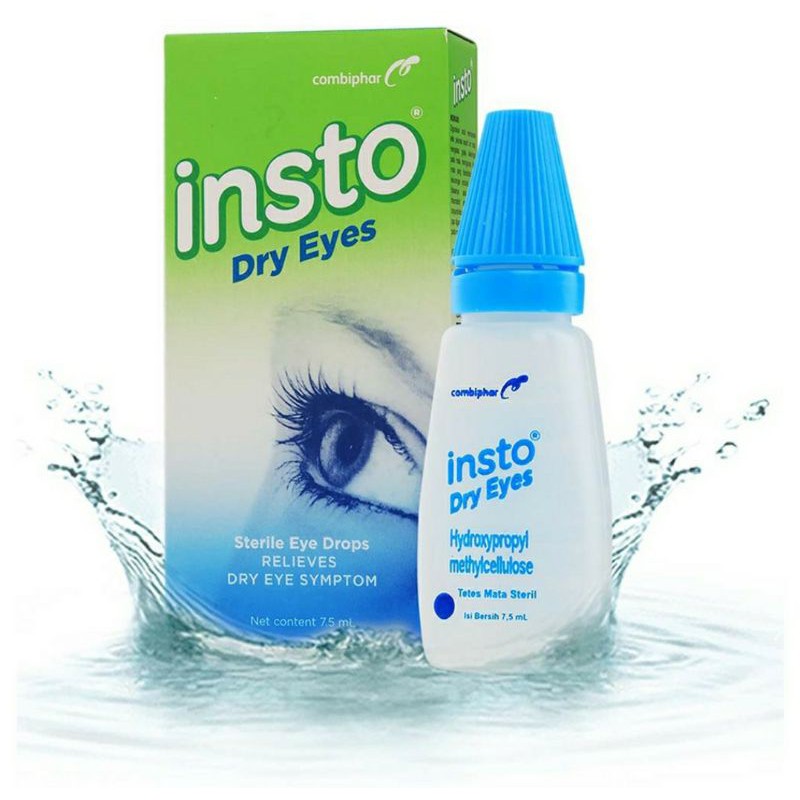 combiphar
insto®
Dry Eyes
Sterile Eye Drops
RELIEVES
DRY EYE SYMPTOM
Net content 7.5 mL
insto
combiphar
insto®
Dry Eyes
Hydroxypropyl
methylcellulose
Tetes Mata Steril
Isi Bersih 7,5 mL